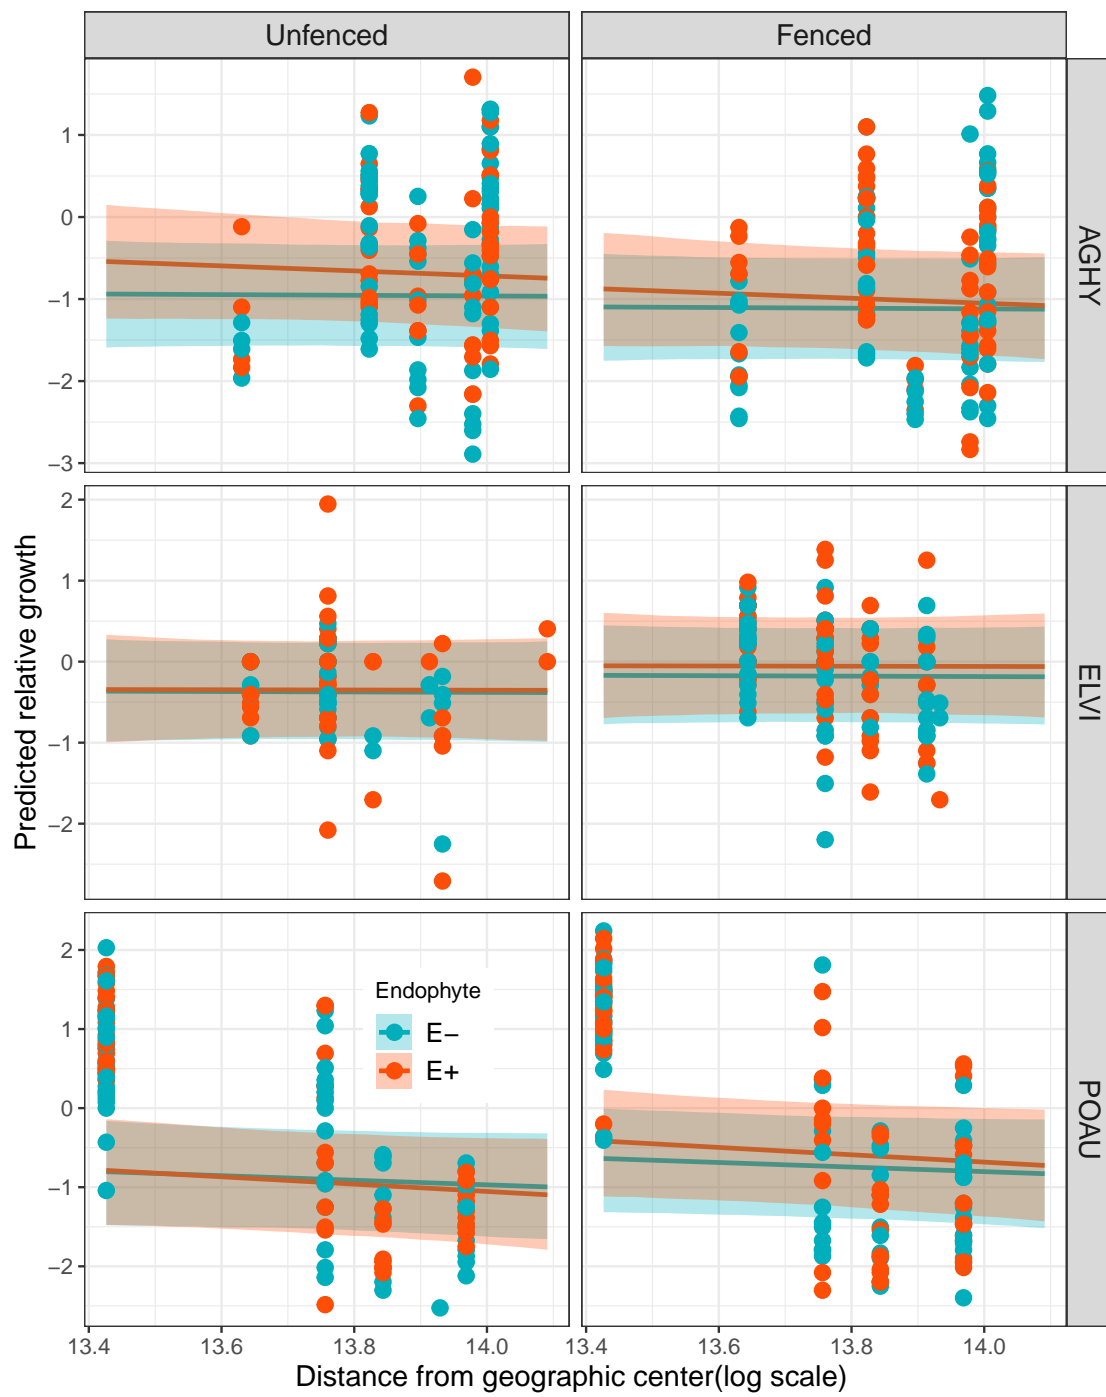 Unfenced Fenced
1
0
−1
−2
−3
AGHY
2
1
0
−1
−2
ELVI
Predicted relative growth
2
1
0
−1
−2
Endophyte
E−
E+
POAU
13.4 13.6 13.8 14.0 13.4 13.6 13.8 14.0
Distance from geographic center(log scale)